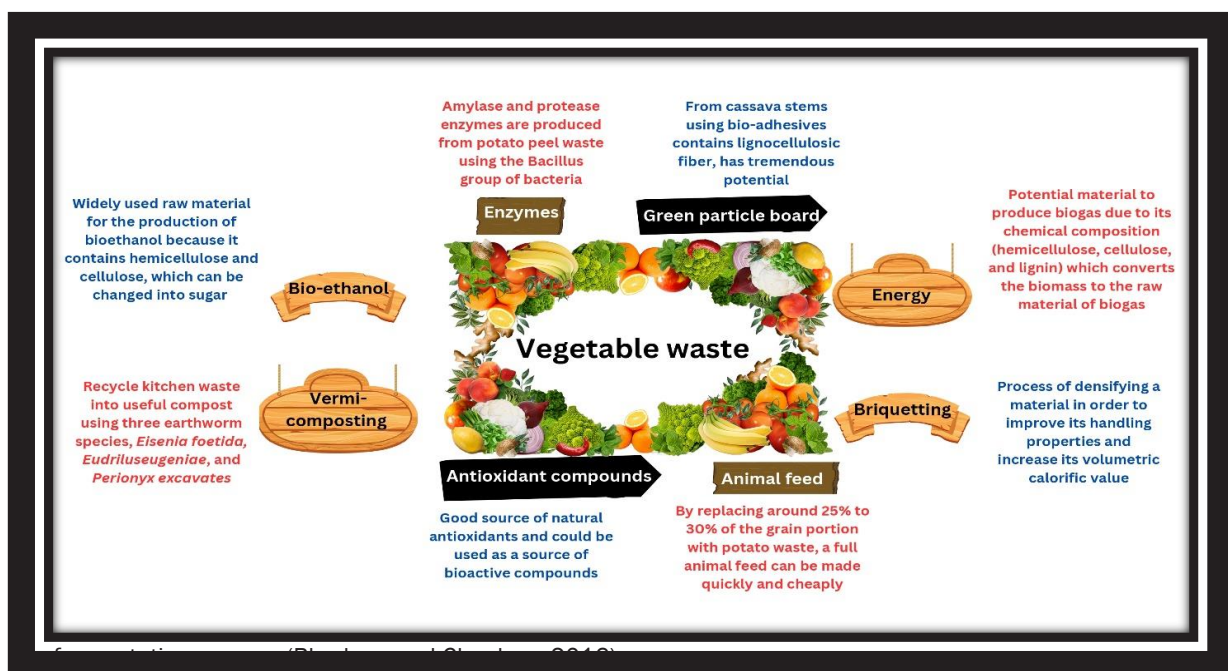 Amylase and protease
enzymes are produced
from potato peel waste
using the Bacillus
group of bacteria
Enzymes
From cassava stems
using bio-adhesives
contains lignocellulosic
fiber, has tremendous
potential
Green particle board
Widely used raw material
for the production of
bioethanol because it
contains hemicellulose and
cellulose, which can be
changed into sugar
Bio-ethanol
Potential material to
produce biogas due to its
chemical composition
(hemicellulose, cellulose,
and lignin) which converts
the biomass to the raw
material of biogas
Energy
Vegetable waste
Recycle kitchen waste
into useful compost
using three earthworm
species, Eisenia foetida,
Eudriluseugeniae, and
Perionyx excavates
Vermi-
composting
Briquetting
Process of densifying a
material in order to
improve its handling
properties and
increase its volumetric
calorific value
Antioxidant compounds
Good source of natural
antioxidants and could be
used as a source of
bioactive compounds
Animal feed
By replacing around 25% to
30% of the grain portion
with potato waste, a full
animal feed can be made
quickly and cheaply